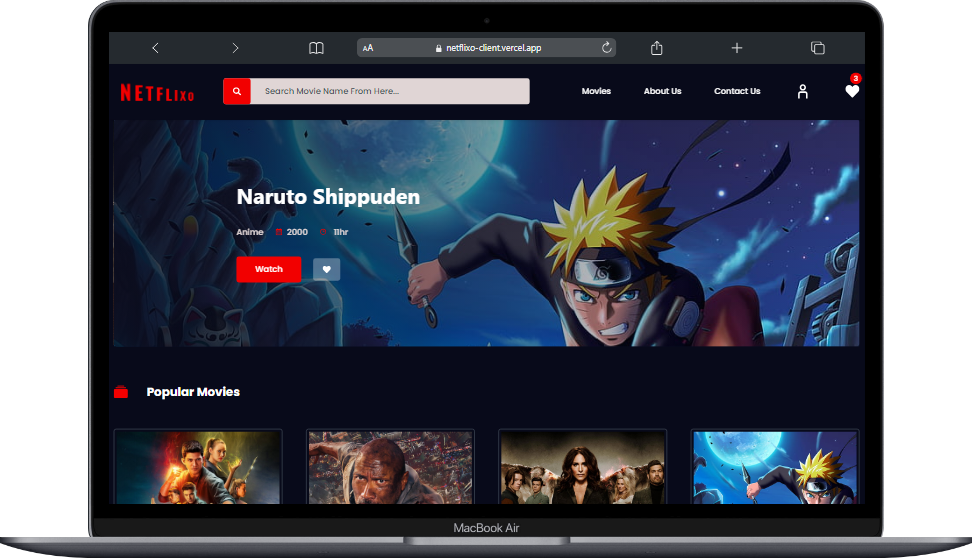 AA netflixo-client.vercel.app
NETFLIXO
Search Movie Name From Here...
Movies
About Us
Contact Us
3
Naruto Shippuden
Anime 2000 11hr
Watch
Popular Movies
MacBook Air